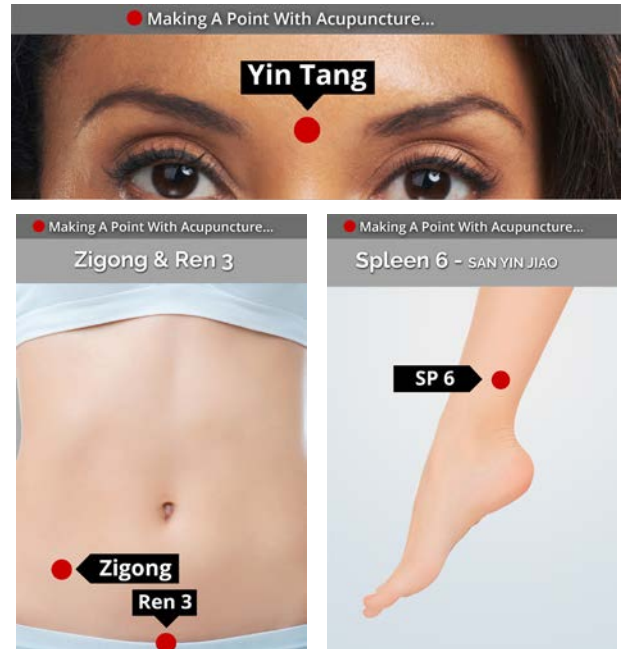 Making A Point With Acupuncture...
Yin Tang
Making A Point With Acupuncture...
Zigong & Ren 3
Zigong
Ren 3
Making A Point With Acupuncture...
Spleen 6 - SAN YIN JIAO
SP 6